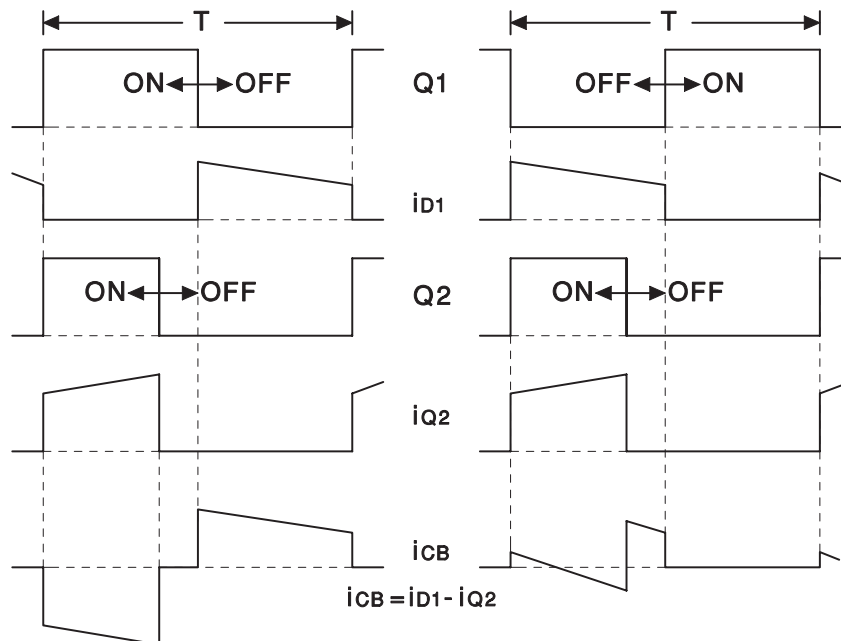 T T
ON OFF Q1 OFF ON
iD1
ON OFF Q2 ON OFF
iQ2
iCB
iCB = iD1 - iQ2